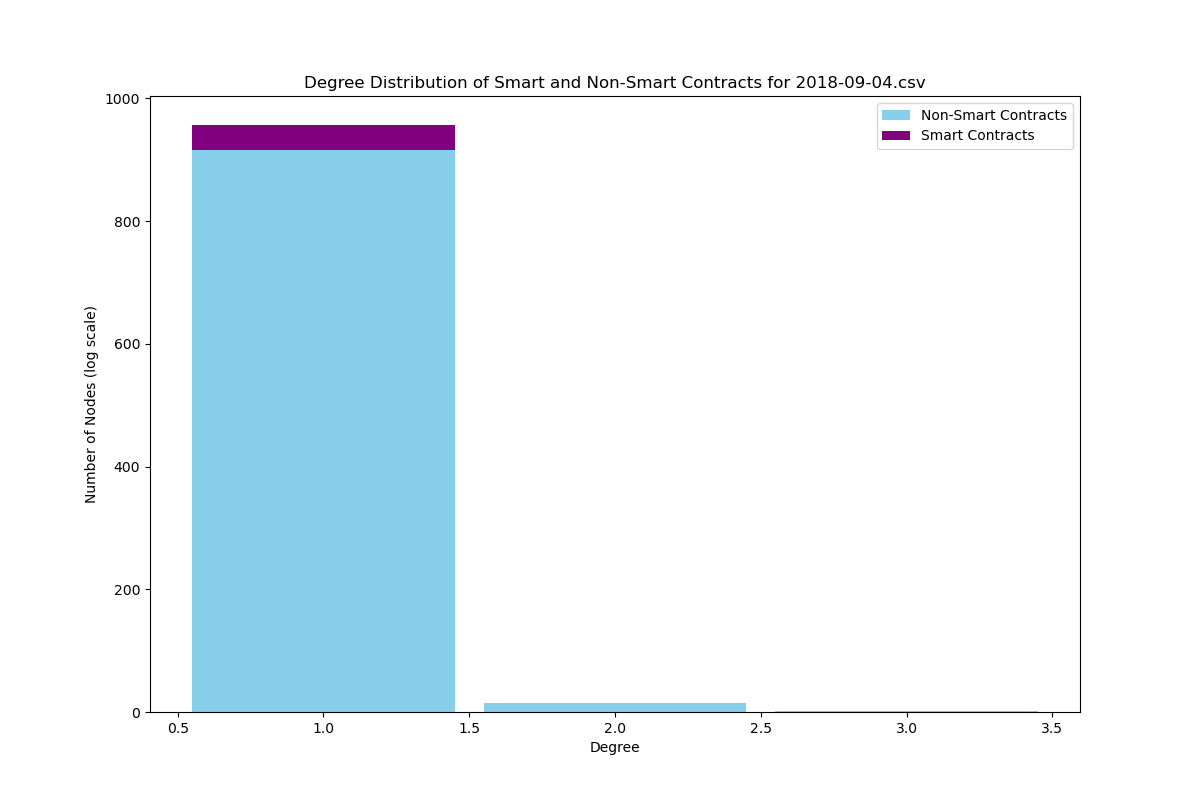 Degree Distribution of Smart and Non-Smart Contracts for 2018-09-04.csv
Non-Smart Contracts
Smart Contracts
Number of Nodes (log scale)
1000
800
600
400
200
0
0.5 1.0 1.5 2.0 2.5 3.0 3.5
Degree